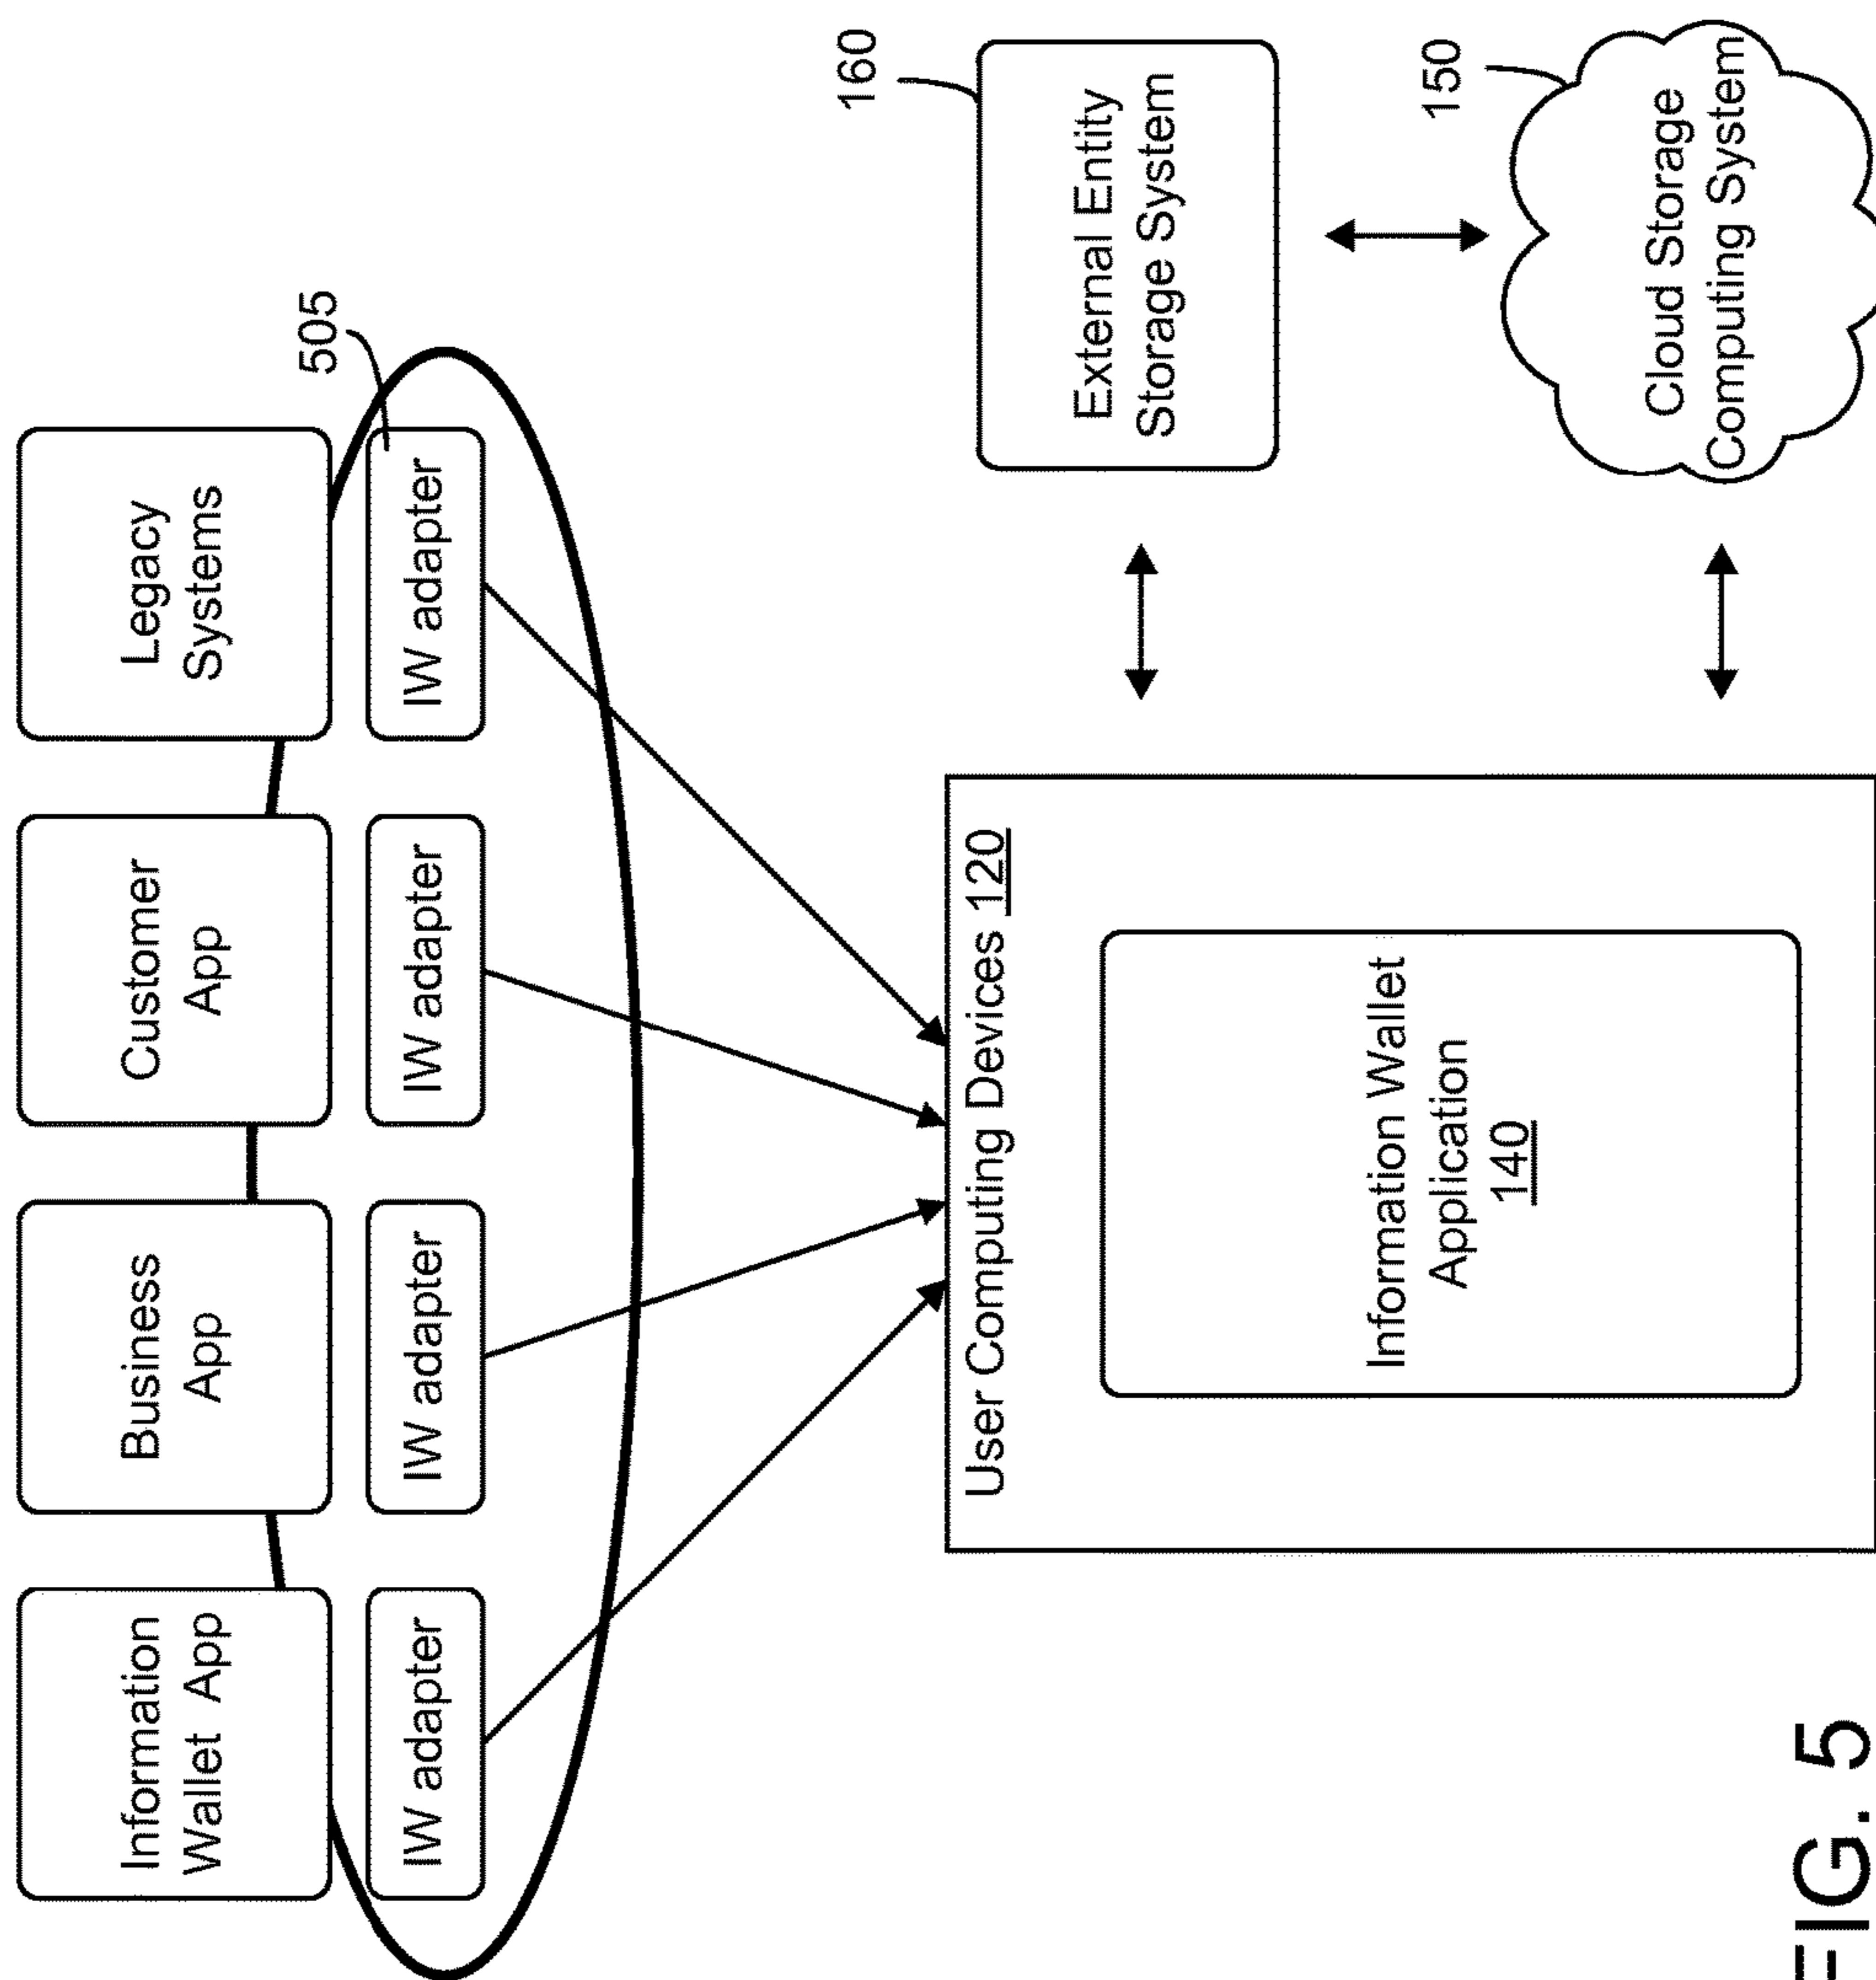 Information
Wallet App
Business
App
Customer
App
Legacy
Systems
IW adapter
IW adapter
IW adapter
IW adapter
505
User Computing Devices 120
Information Wallet
Application
140
160
External Entity
Storage System
150
Cloud Storage
Computing System
FIG. 5